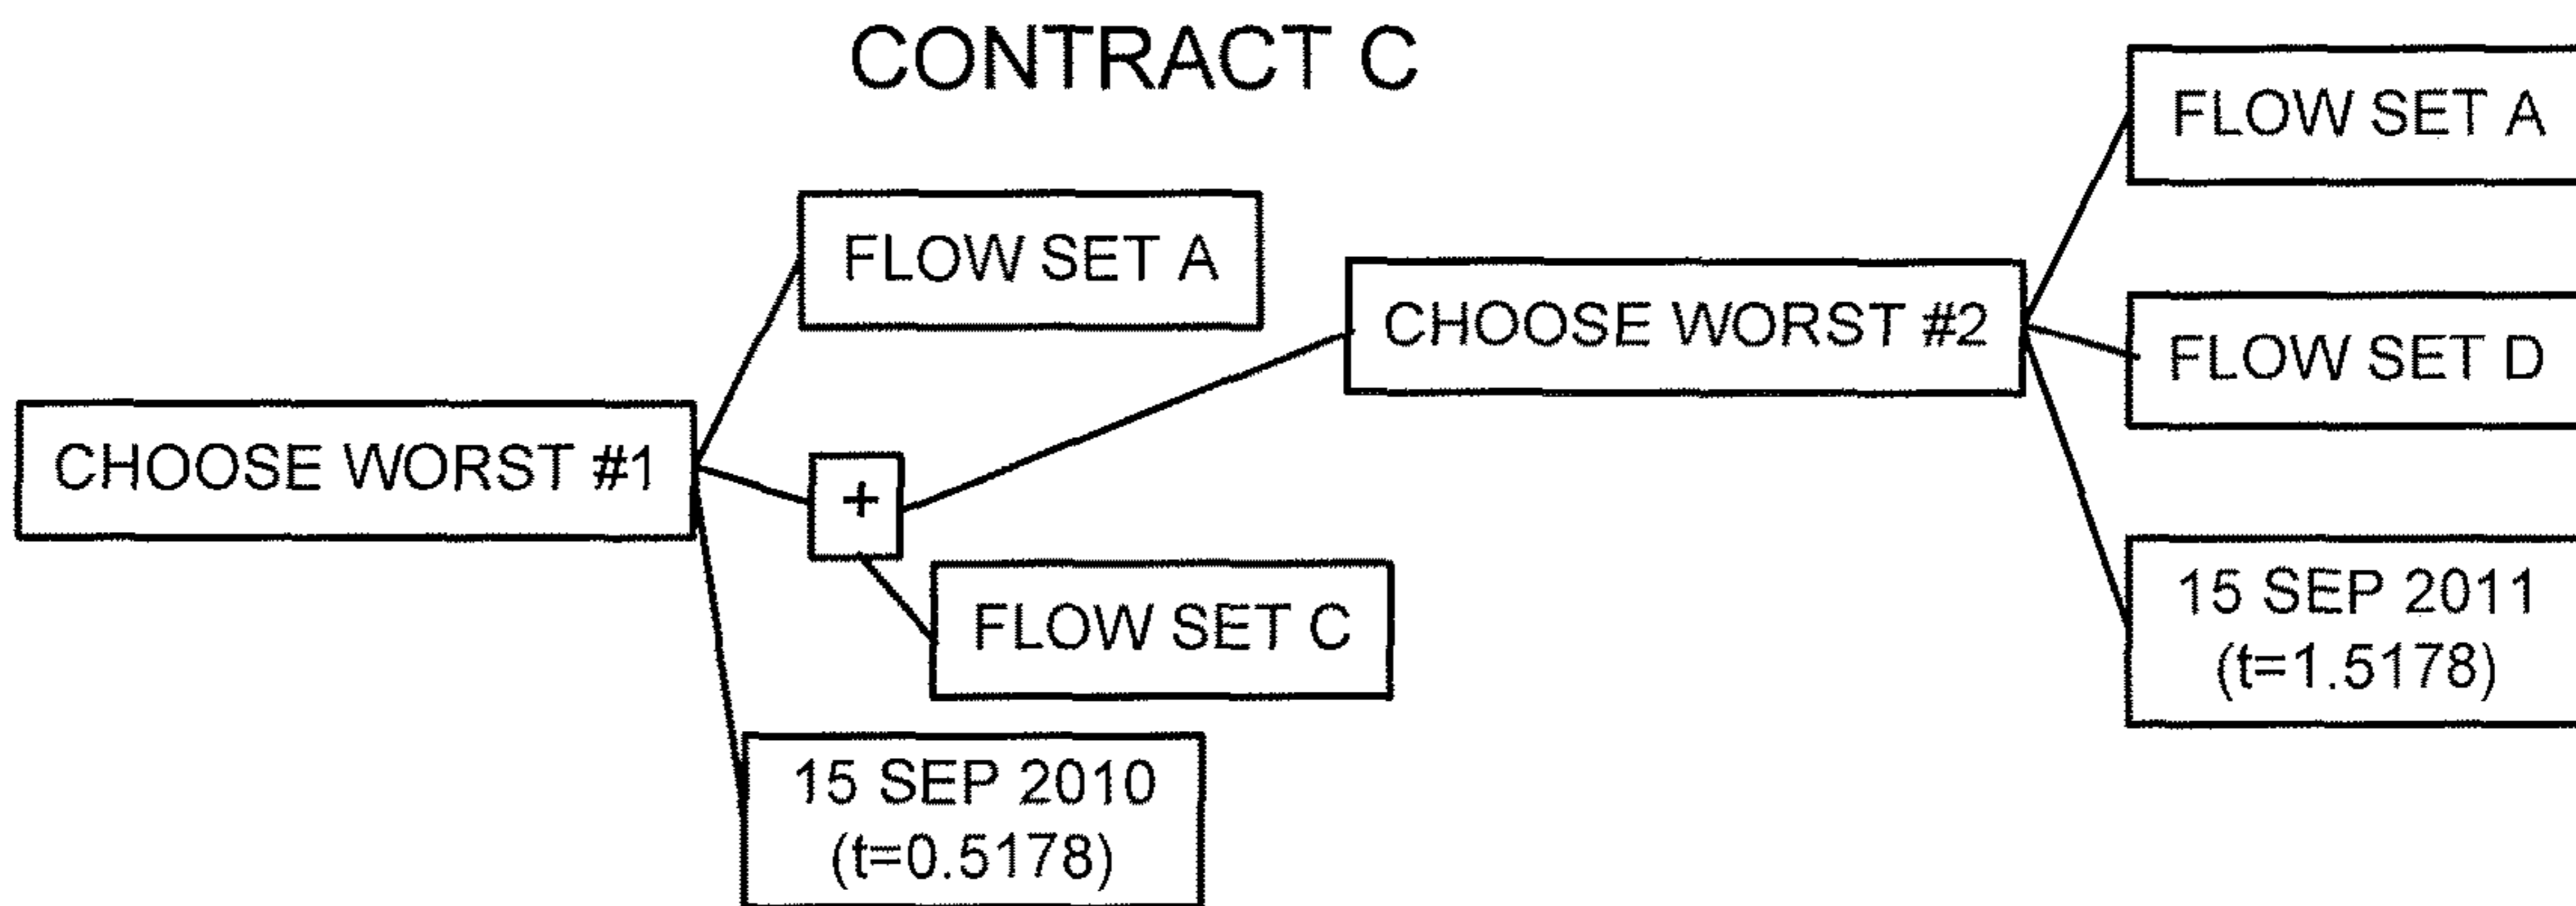 CONTRACT C
FLOW SET A
FLOW SET A
CHOOSE WORST #2
FLOW SET D
CHOOSE WORST #1
+
FLOW SET C
15 SEP 2011
(t=1.5178)
15 SEP 2010
(t=0.5178)